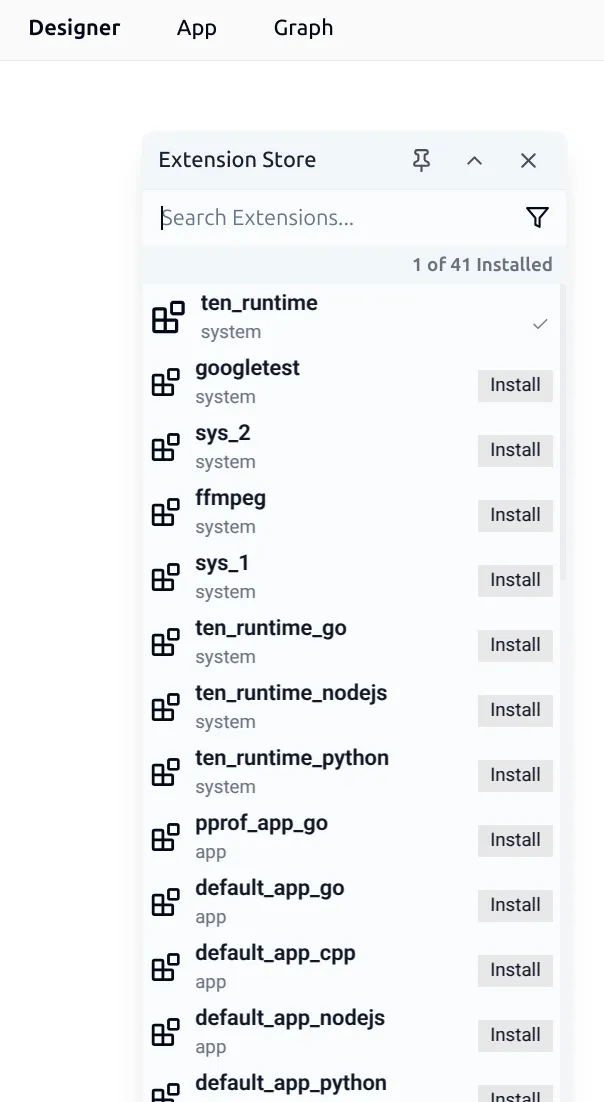 Designer App Graph
Extension Store
Search Extensions...
1 of 41 Installed
ten_runtime
system
googletest
system
Install
sys_2
system
Install
ffmpeg
system
Install
sys_1
system
Install
ten_runtime_go
system
Install
ten_runtime_nodejs
system
Install
ten_runtime_python
system
Install
pprof_app_go
app
Install
default_app_go
app
Install
default_app_cpp
app
Install
default_app_nodejs
app
Install
default_app_python
Install